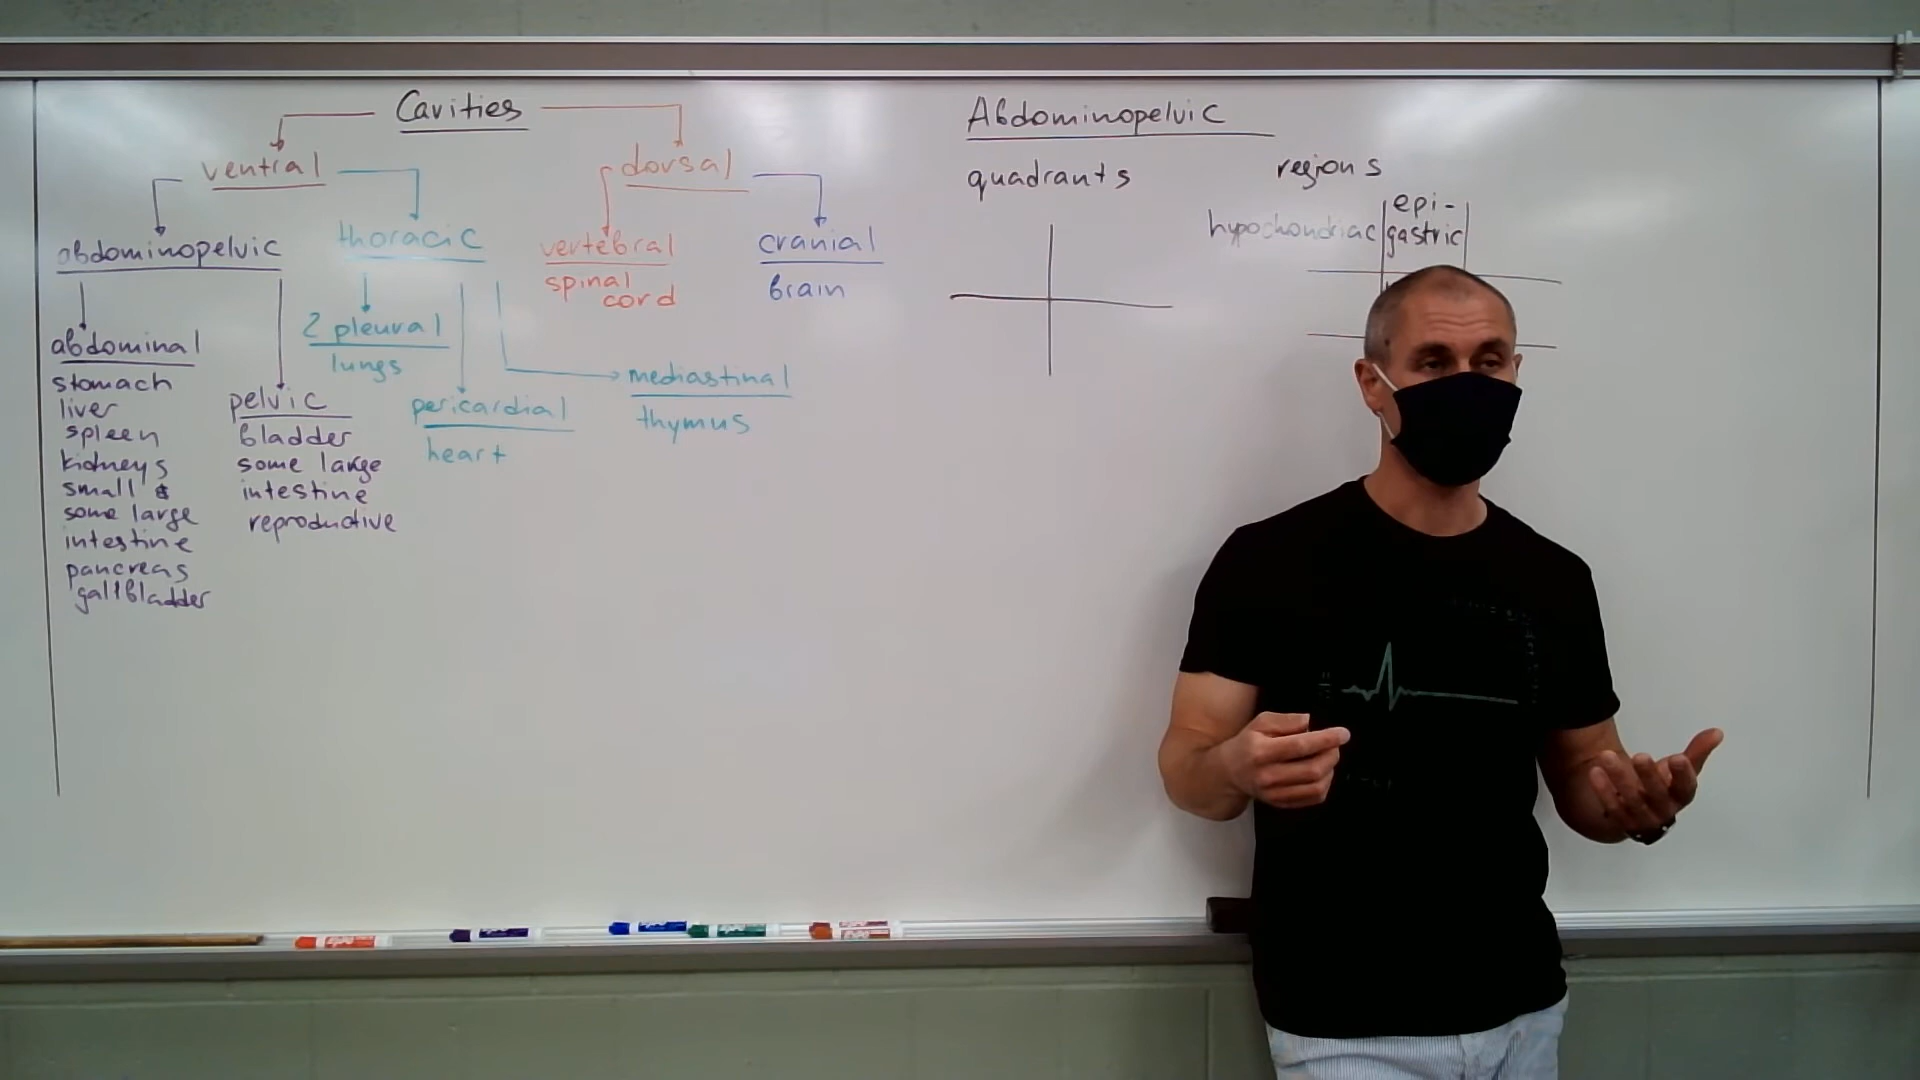 Cavities
ventral
dorsal
abdominopelvic
thoracic
vertebral
spinal
cord
cranial
brain
abdominal
stomach
liver
spleen
kidneys
small &
some large
intestine
pancreas
gallbladder
pelvic
bladder
some large
intestine
reproductive
2 pleural
lungs
pericardial
heart
mediastinal
thymus
Abdominopelvic
quadrants
regions
hypochondriac
epi-
gastric